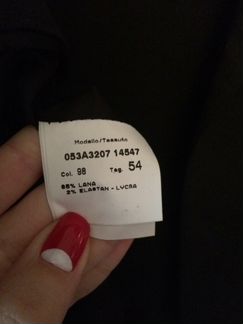 Modello/Tessuto
053A3207 14547
Col. 98 Tag. 54
98% LANA
2% ELASTAN - LYCRA